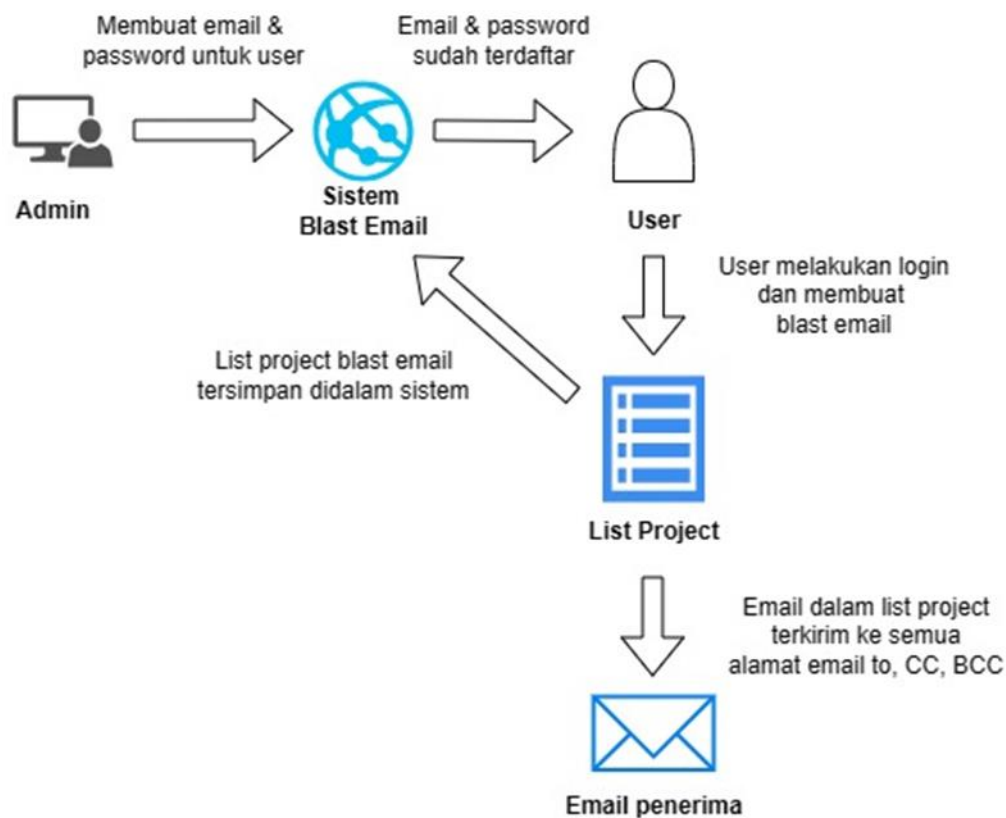 Membuat email &
password untuk user
Email & password
sudah terdaftar
Admin
Sistem
Blast Email
User
User melakukan login
dan membuat
blast email
List project blast email
tersimpan didalam sistem
List Project
Email dalam list project
terkirim ke semua
alamat email to, CC, BCC
Email penerima